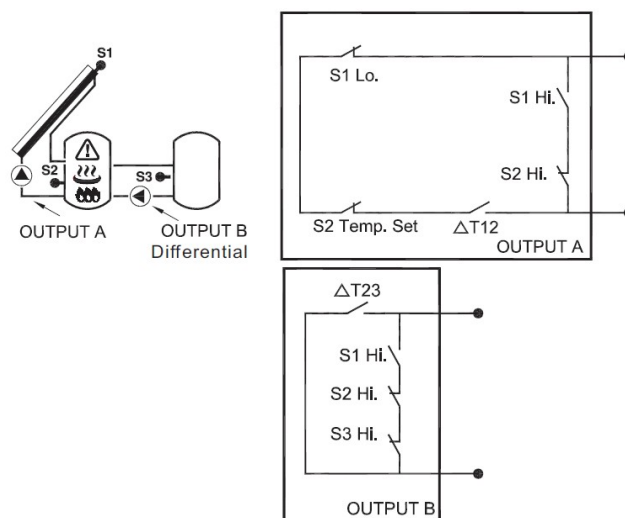 S1
S2
S3
OUTPUT A
OUTPUT B
Differential
S1 Lo.
S1 Hi.
S2 Hi.
S2 Temp. Set
△T12
OUTPUT A
△T23
S1 Hi.
S2 Hi.
S3 Hi.
OUTPUT B